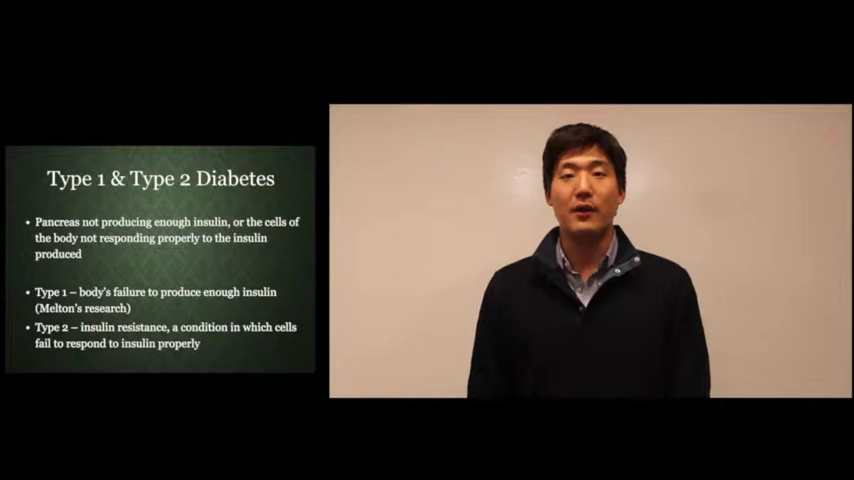 Type 1 & Type 2 Diabetes
• Pancreas not producing enough insulin, or the cells of
the body not responding properly to the insulin
produced
• Type 1 – body's failure to produce enough insulin
(Melton's research)
• Type 2 – insulin resistance, a condition in which cells
fail to respond to insulin properly